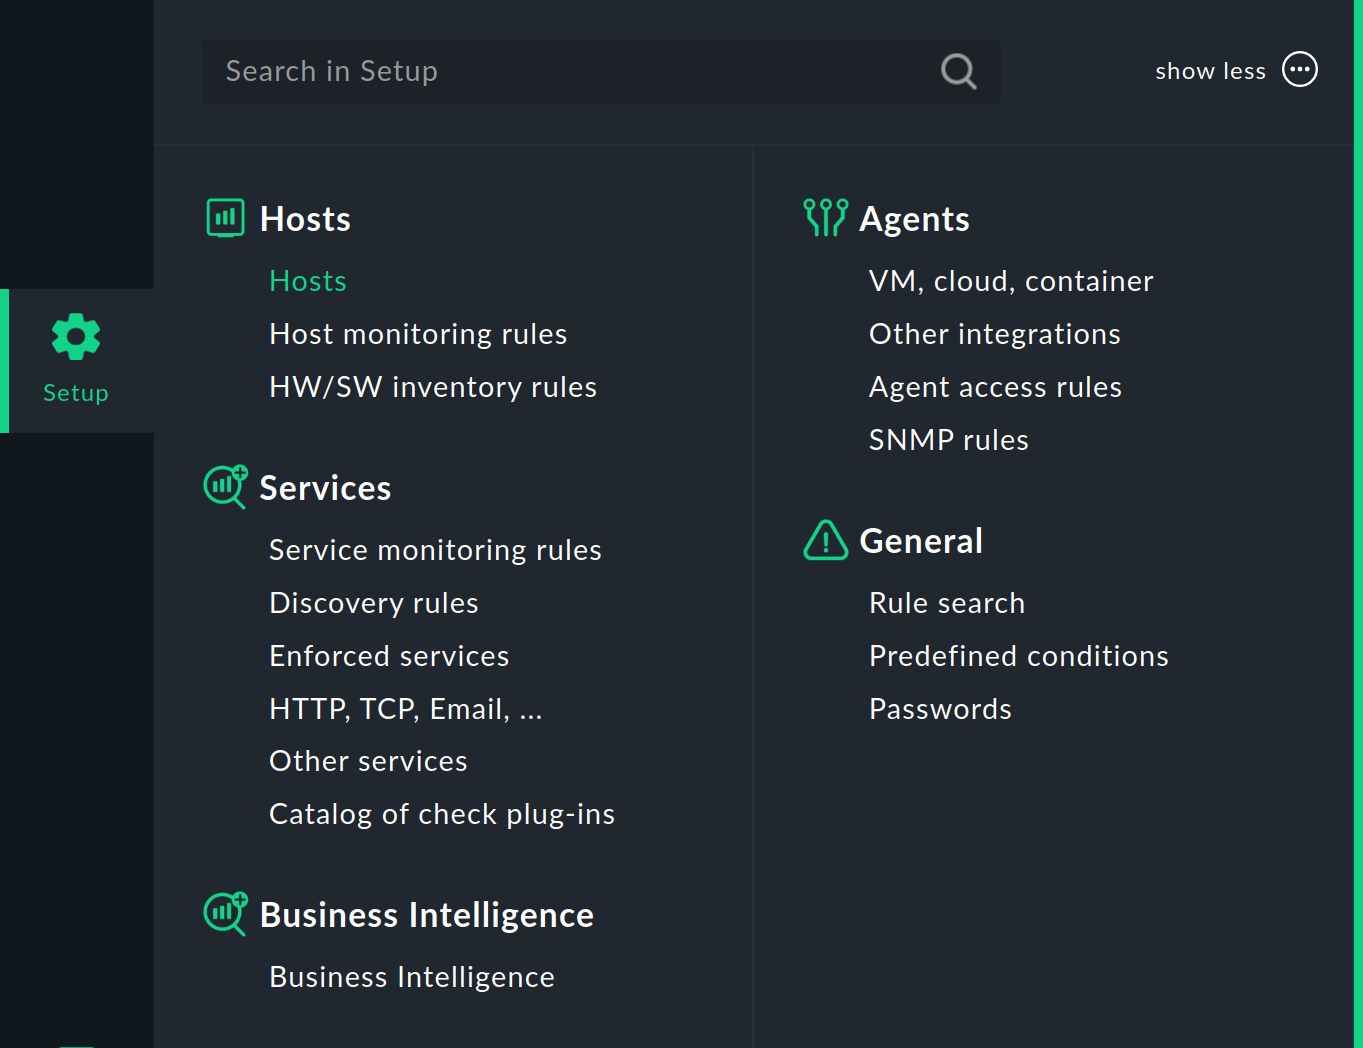 Search in Setup
show less
Setup
Hosts
Hosts
Host monitoring rules
HW/SW inventory rules
Services
Service monitoring rules
Discovery rules
Enforced services
HTTP, TCP, Email, ...
Other services
Catalog of check plug-ins
Business Intelligence
Business Intelligence
Agents
VM, cloud, container
Other integrations
Agent access rules
SNMP rules
General
Rule search
Predefined conditions
Passwords